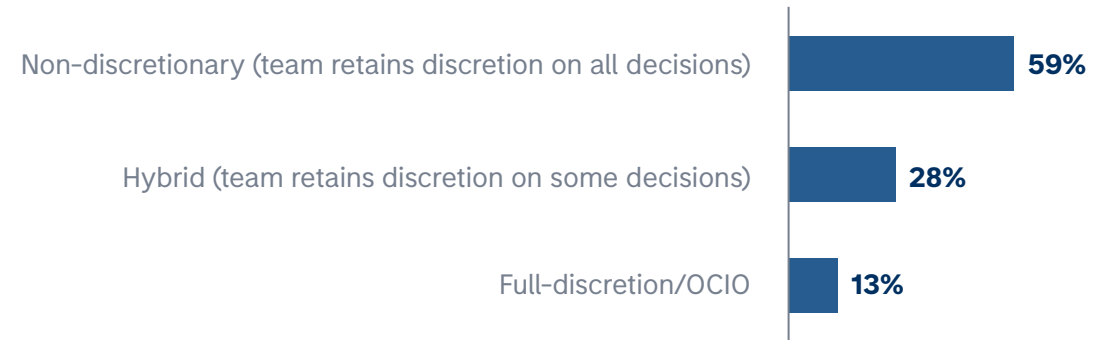 Non-discretionary (team retains discretion on all decisions) 59%
Hybrid (team retains discretion on some decisions) 28%
Full-discretion/OCIO 13%